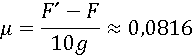 μ = (F′ − F) / 10g ≈ 0,0816